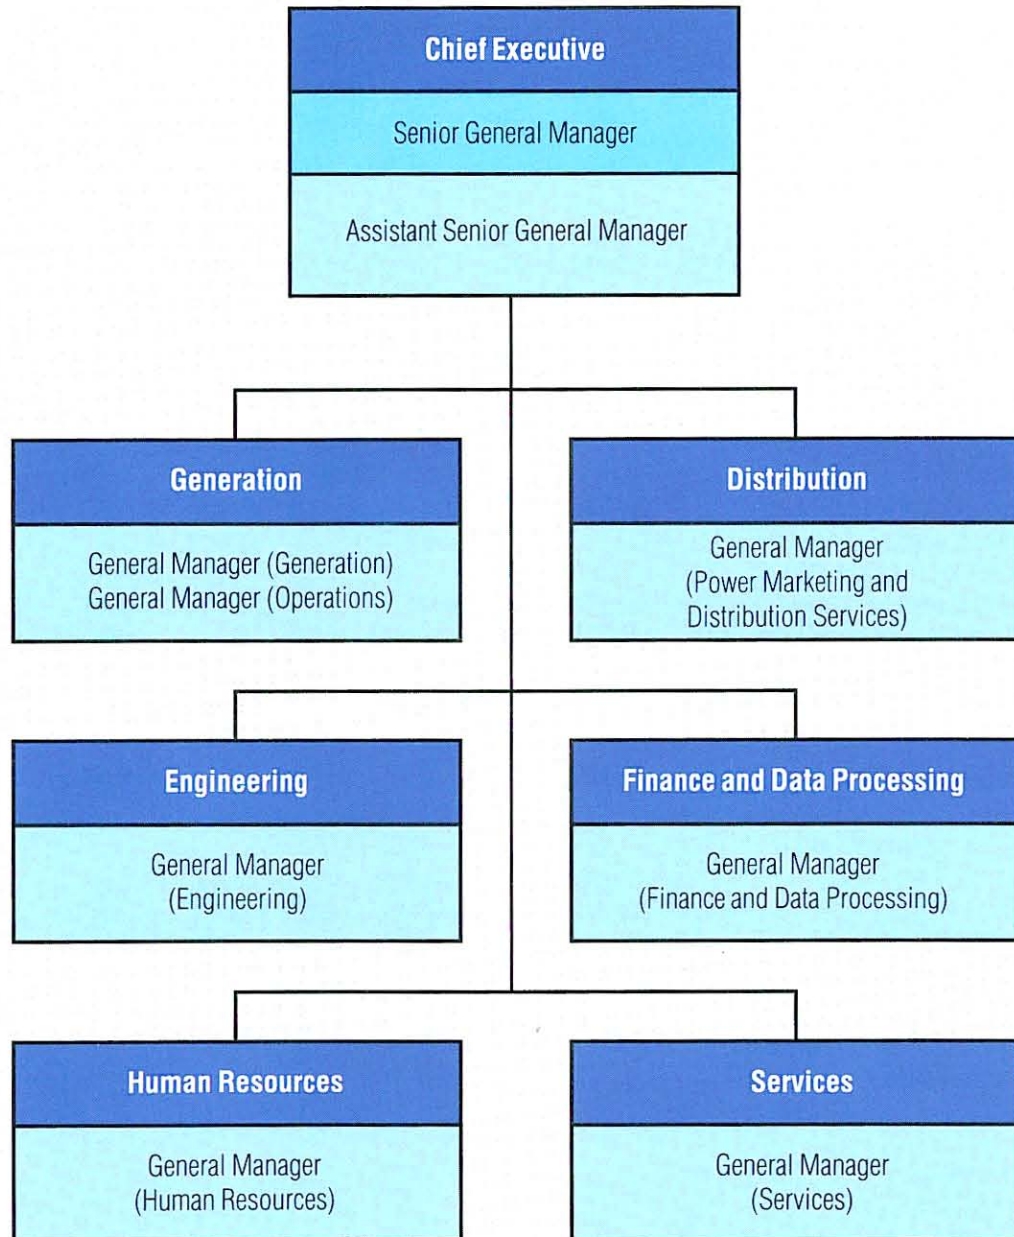 Chief Executive
Senior General Manager
Assistant Senior General Manager
Generation
General Manager (Generation)
General Manager (Operations)
Distribution
General Manager
(Power Marketing and
Distribution Services)
Engineering
General Manager
(Engineering)
Finance and Data Processing
General Manager
(Finance and Data Processing)
Human Resources
General Manager
(Human Resources)
Services
General Manager
(Services)